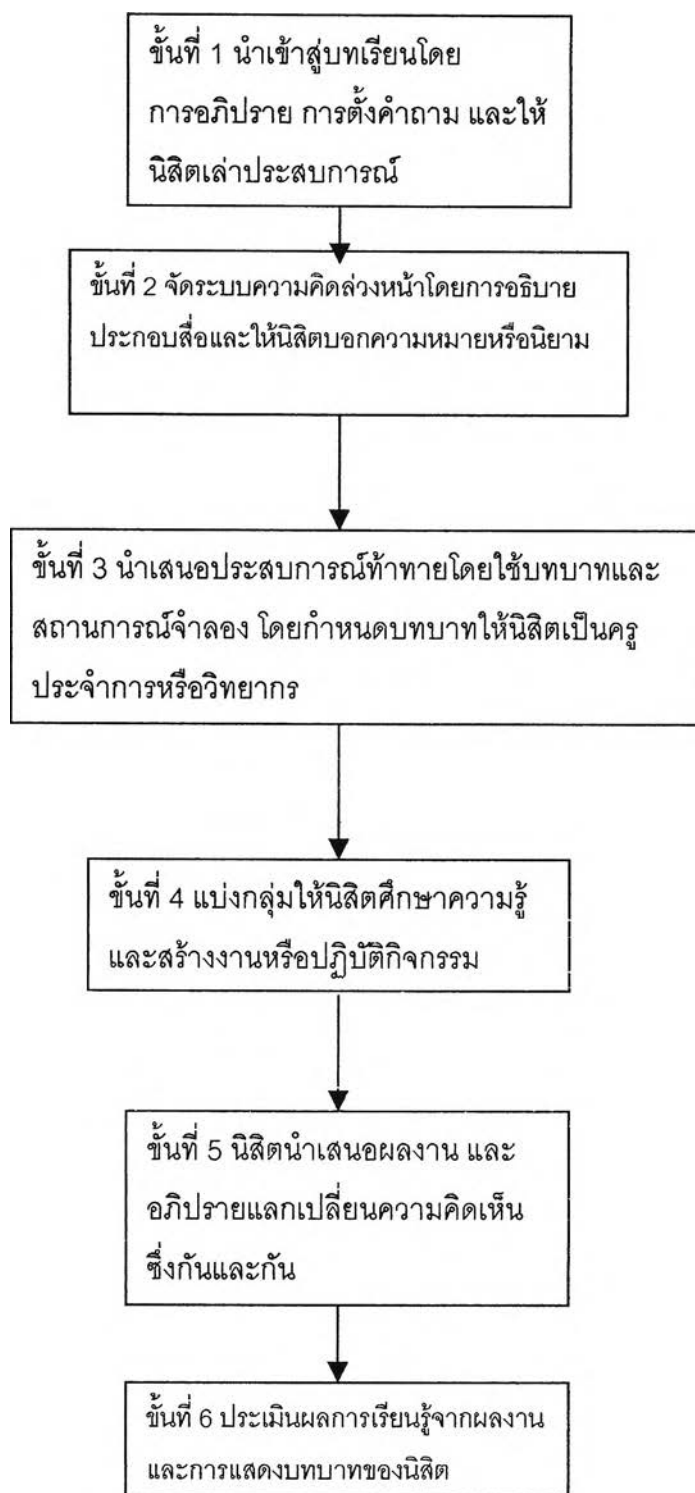 ขั้นที่ 1 นำเข้าสู่บทเรียนโดย
การอภิปราย การตั้งคำถาม และให้
นิสิตเล่าประสบการณ์
ขั้นที่ 2 จัดระบบความคิดล่วงหน้าโดยการอธิบาย
ประกอบสื่อและให้นิสิตบอกความหมายหรือนิยาม
ขั้นที่ 3 นำเสนอประสบการณ์ท้าทายโดยใช้บทบาทและ
สถานการณ์จำลอง โดยกำหนดบทบาทให้นิสิตเป็นครู
ประจำการหรือวิทยากร
ขั้นที่ 4 แบ่งกลุ่มให้นิสิตศึกษาความรู้
และสร้างงานหรือปฏิบัติกิจกรรม
ขั้นที่ 5 นิสิตนำเสนอผลงาน และ
อภิปรายแลกเปลี่ยนความคิดเห็น
ซึ่งกันและกัน
ขั้นที่ 6 ประเมินผลการเรียนรู้จากผลงาน
และการแสดงบทบาทของนิสิต